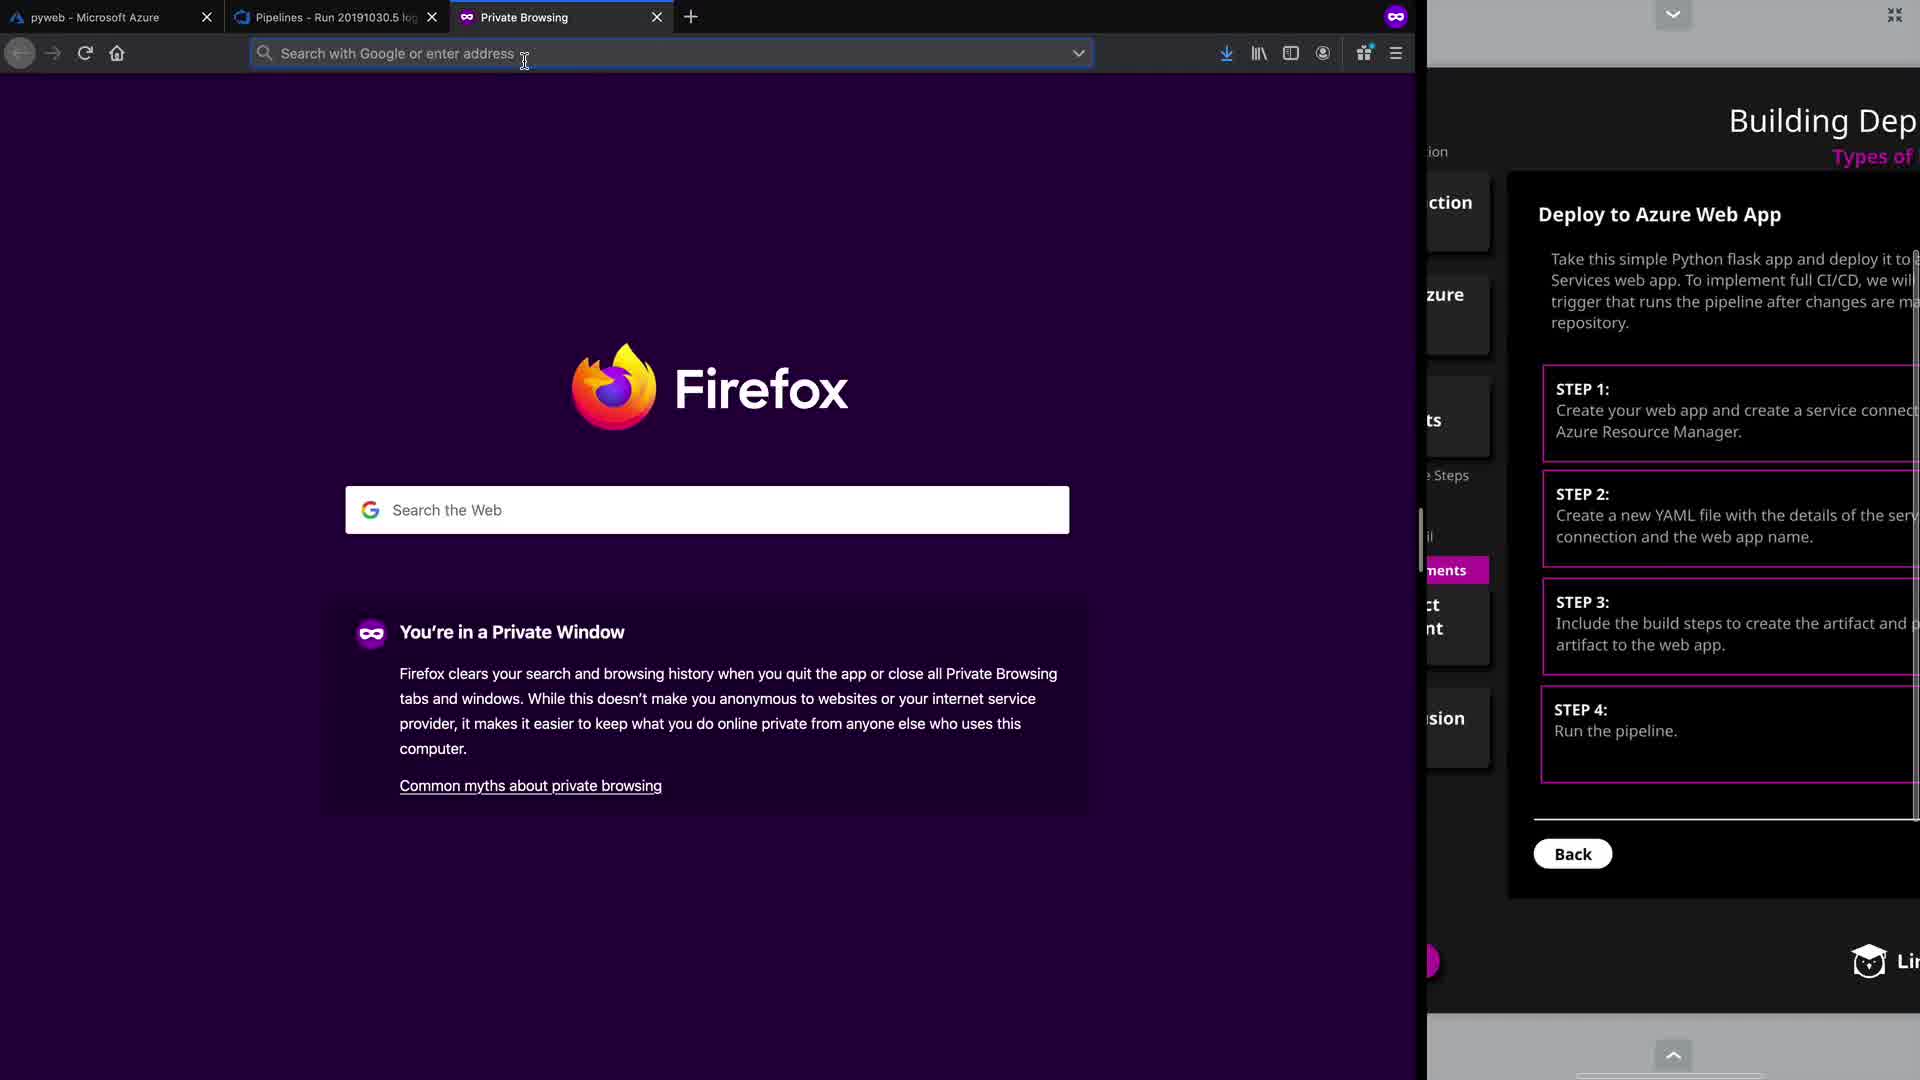 pyweb - Microsoft Azure
Pipelines - Run 20191030.5 log
Private Browsing
Search with Google or enter address
Firefox
Search the Web
You're in a Private Window
Firefox clears your search and browsing history when you quit the app or close all Private Browsing
tabs and windows. While this doesn't make you anonymous to websites or your internet service
provider, it makes it easier to keep what you do online private from anyone else who uses this
computer.
Common myths about private browsing
Building Dep
Types of
tion
ction
zure
ts
e Steps
il
ments
ct
nt
sion
Deploy to Azure Web App
Take this simple Python flask app and deploy it to a
Services web app. To implement full CI/CD, we will
trigger that runs the pipeline after changes are ma
repository.
STEP 1:
Create your web app and create a service connect
Azure Resource Manager.
STEP 2:
Create a new YAML file with the details of the serv
connection and the web app name.
STEP 3:
Include the build steps to create the artifact and p
artifact to the web app.
STEP 4:
Run the pipeline.
Back
Lin